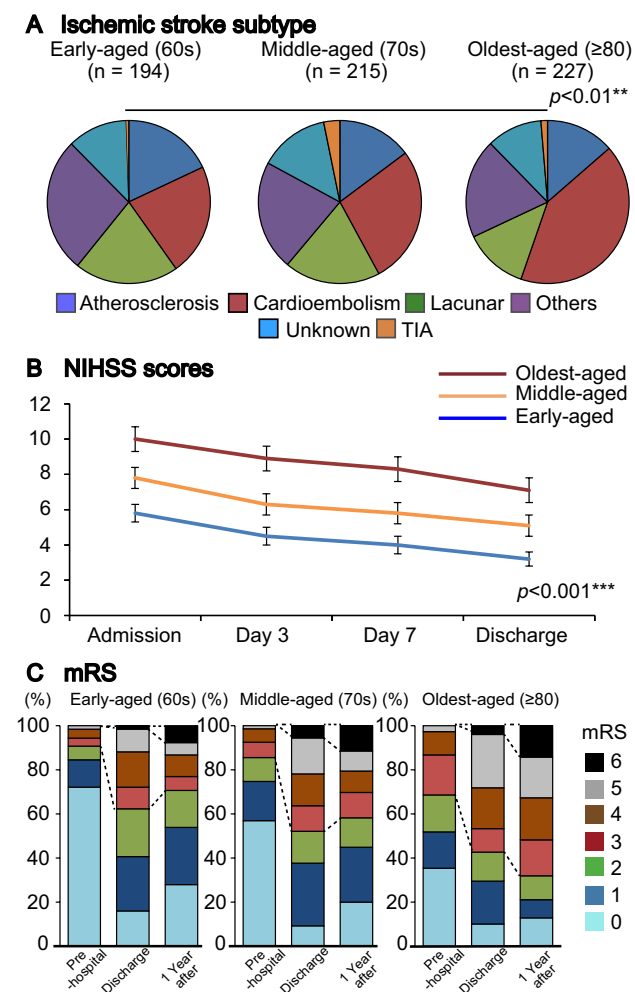 A Ischemic stroke subtype
Early-aged (60s) Middle-aged (70s) Oldest-aged (≥80)
(n = 194) (n = 215) (n = 227)
p<0.01**
Atherosclerosis Cardioembolism Lacunar Others
Unknown TIA
B NIHSS scores
Oldest-aged
Middle-aged
Early-aged
12
10
8
6
4
2
0
p<0.001***
Admission Day 3 Day 7 Discharge
C mRS
(%) Early-aged (60s) (%) Middle-aged (70s) (%) Oldest-aged (≥80)
100 100 100
80 80 80
60 60 60
40 40 40
20 20 20
0 0 0
mRS
6
5
4
3
2
1
0
Pre
-hospital
Discharge
1 Year
after
Pre
-hospital
Discharge
1 Year
after
Pre
-hospital
Discharge
1 Year
after